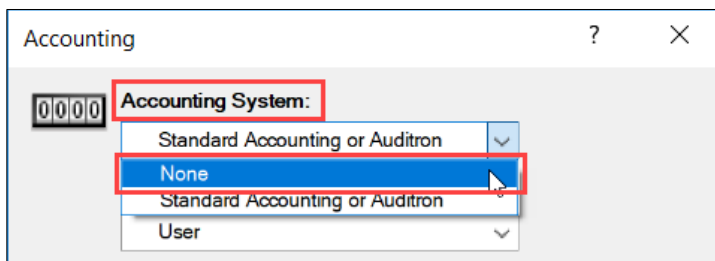 Accounting ?
0000 Accounting System:
Standard Accounting or Auditron
None
Standard Accounting or Auditron
User